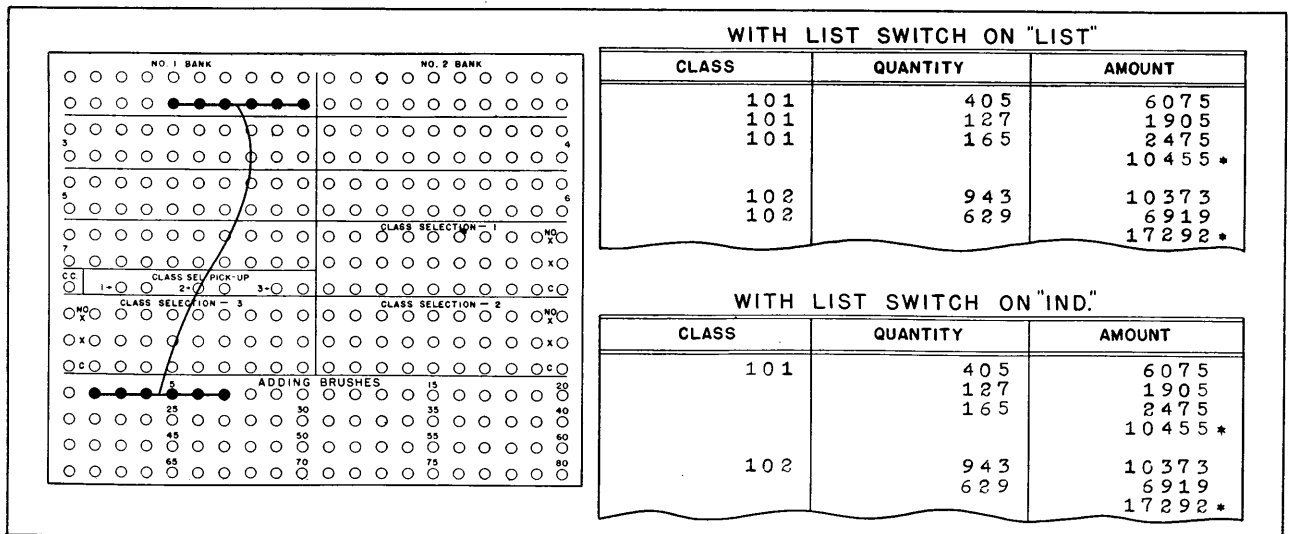 NO. 1 BANK NO. 2 BANK
3 4
5 6
CLASS SELECTION - 1 NO X
7 X
C.C. CLASS SEL. PICK-UP
1→ 2→ 3→ C
NO X CLASS SELECTION - 3 CLASS SELECTION - 2 NO X
X X
C C
ADDING BRUSHES
5 15 20
25 30 35 40
45 50 55 60
65 70 75 80
WITH LIST SWITCH ON "LIST"
CLASS QUANTITY AMOUNT
101 405 6075
101 127 1905
101 165 2475
10455*
102 943 10373
102 629 6919
17292*
WITH LIST SWITCH ON "IND."
CLASS QUANTITY AMOUNT
101 405 6075
127 1905
165 2475
10455*
102 943 10373
629 6919
17292*